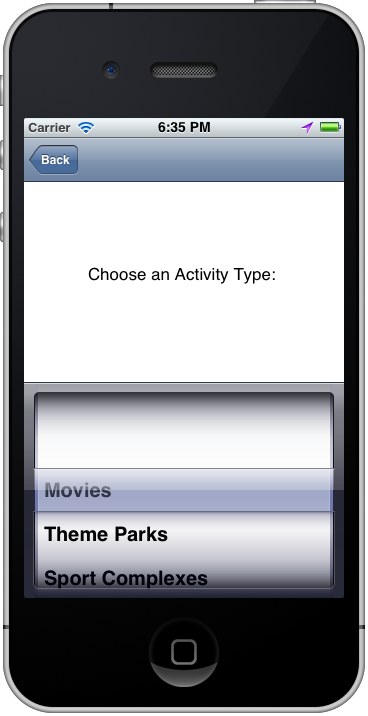 Carrier 6:35 PM
Back
Choose an Activity Type:
Movies
Theme Parks
Sport Complexes